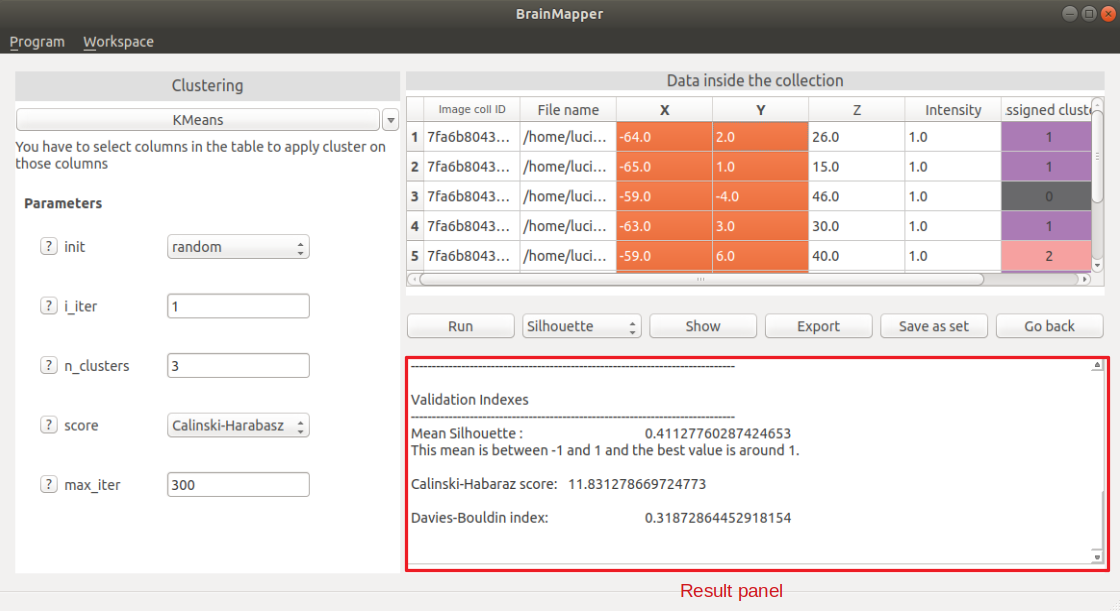 BrainMapper
Program Workspace
Clustering
KMeans
You have to select columns in the table to apply cluster on
those columns
Parameters
? init random
? i_iter 1
? n_clusters 3
? score Calinski-Harabasz
? max_iter 300
Data inside the collection
Image coll ID File name X Y Z Intensity ssigned cluste
1 7fa6b8043... /home/luci... -64.0 2.0 26.0 1.0 1
2 7fa6b8043... /home/luci... -65.0 1.0 15.0 1.0 1
3 7fa6b8043... /home/luci... -59.0 -4.0 46.0 1.0 0
4 7fa6b8043... /home/luci... -63.0 3.0 30.0 1.0 1
5 7fa6b8043... /home/luci... -59.0 6.0 40.0 1.0 2
Run Silhouette Show Export Save as set Go back
--------------------------------------------------------------------------------
Validation Indexes
--------------------------------------------------------------------------------
Mean Silhouette : 0.41127760287424653
This mean is between -1 and 1 and the best value is around 1.
Calinski-Habaraz score: 11.831278669724773
Davies-Bouldin index: 0.31872864452918154
Result panel